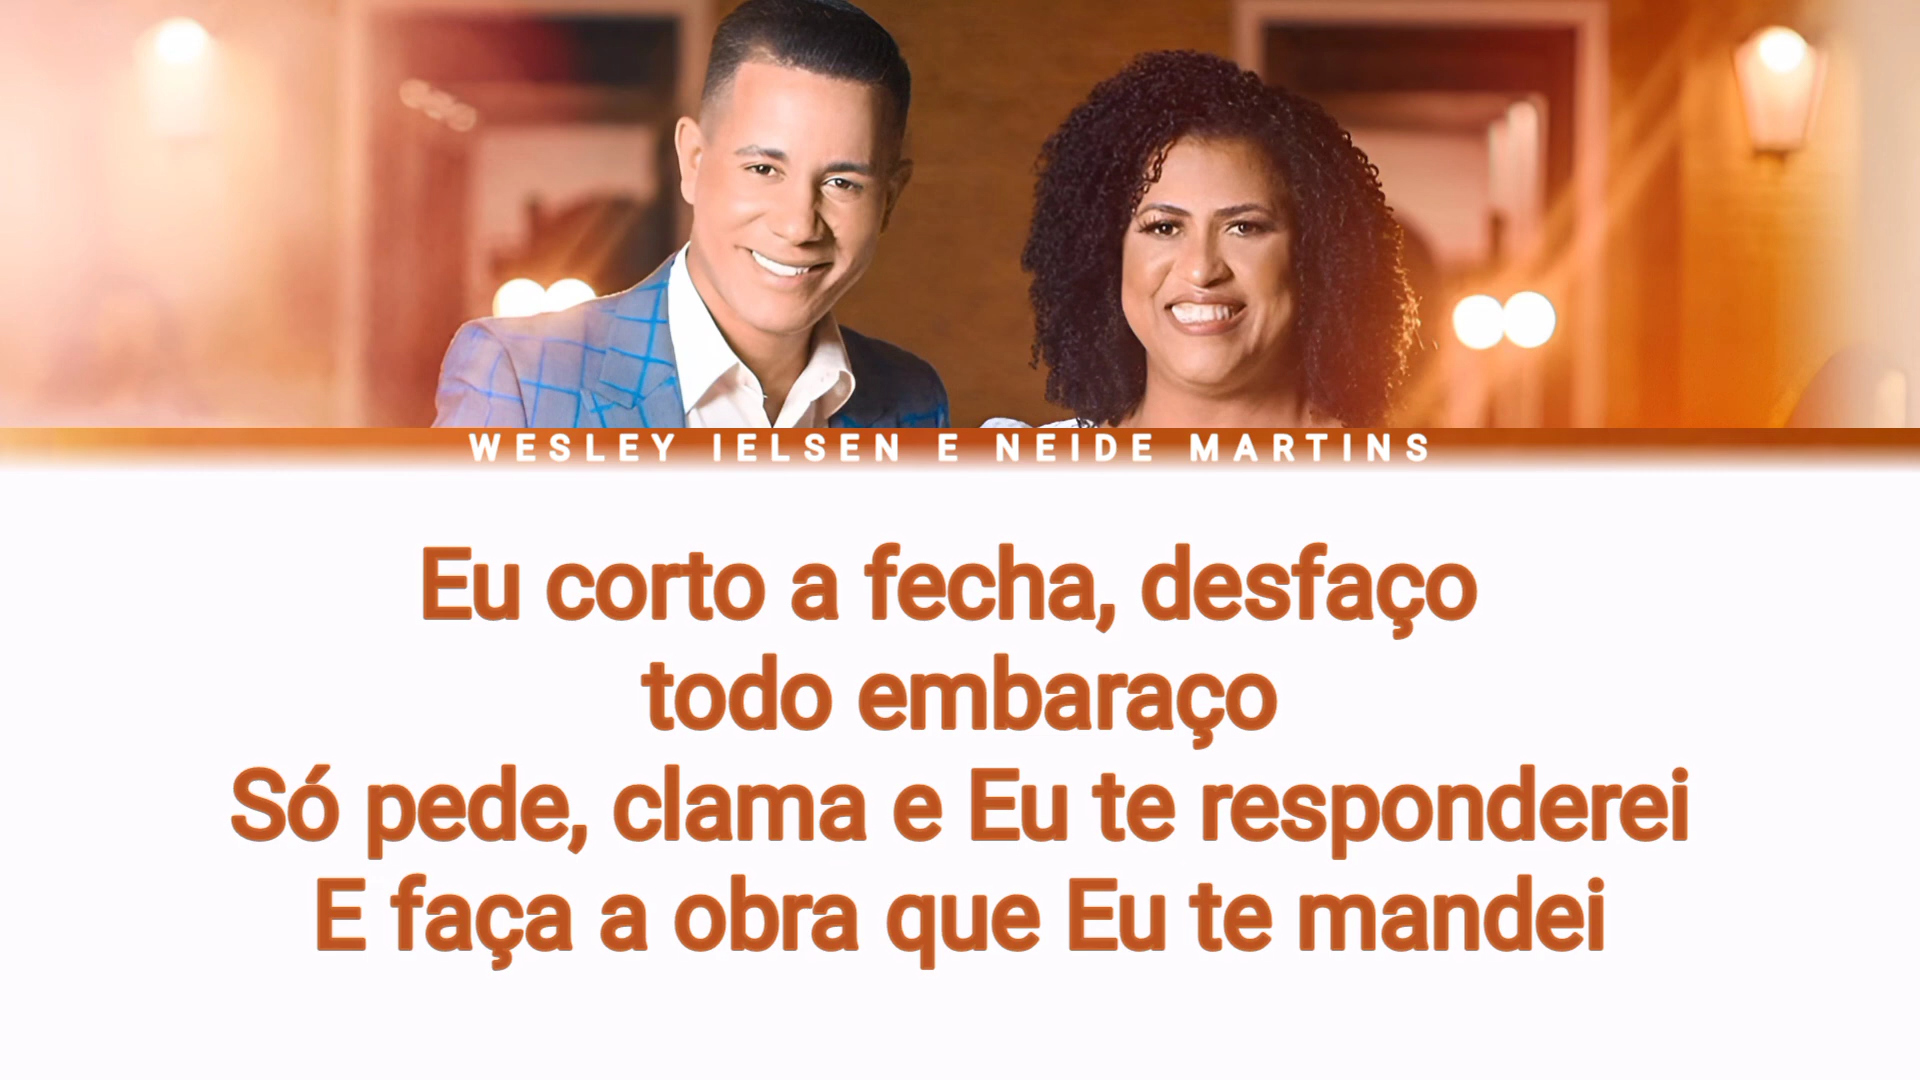 WESLEY IELSEN E NEIDE MARTINS
Eu corto a fecha, desfaço
todo embaraço
Só pede, clama e Eu te responderei
E faça a obra que Eu te mandei